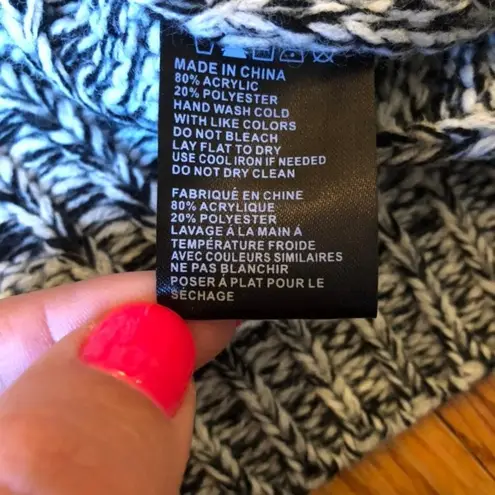 MADE IN CHINA
80% ACRYLIC
20% POLYESTER
HAND WASH COLD
WITH LIKE COLORS
DO NOT BLEACH
LAY FLAT TO DRY
USE COOL IRON IF NEEDED
DO NOT DRY CLEAN
FABRIQUÉ EN CHINE
80% ACRYLIQUE
20% POLYESTER
LAVAGE À LA MAIN À
TEMPÉRATURE FROIDE
AVEC COULEURS SIMILAIRES
NE PAS BLANCHIR
POSER À PLAT POUR LE
SÉCHAGE